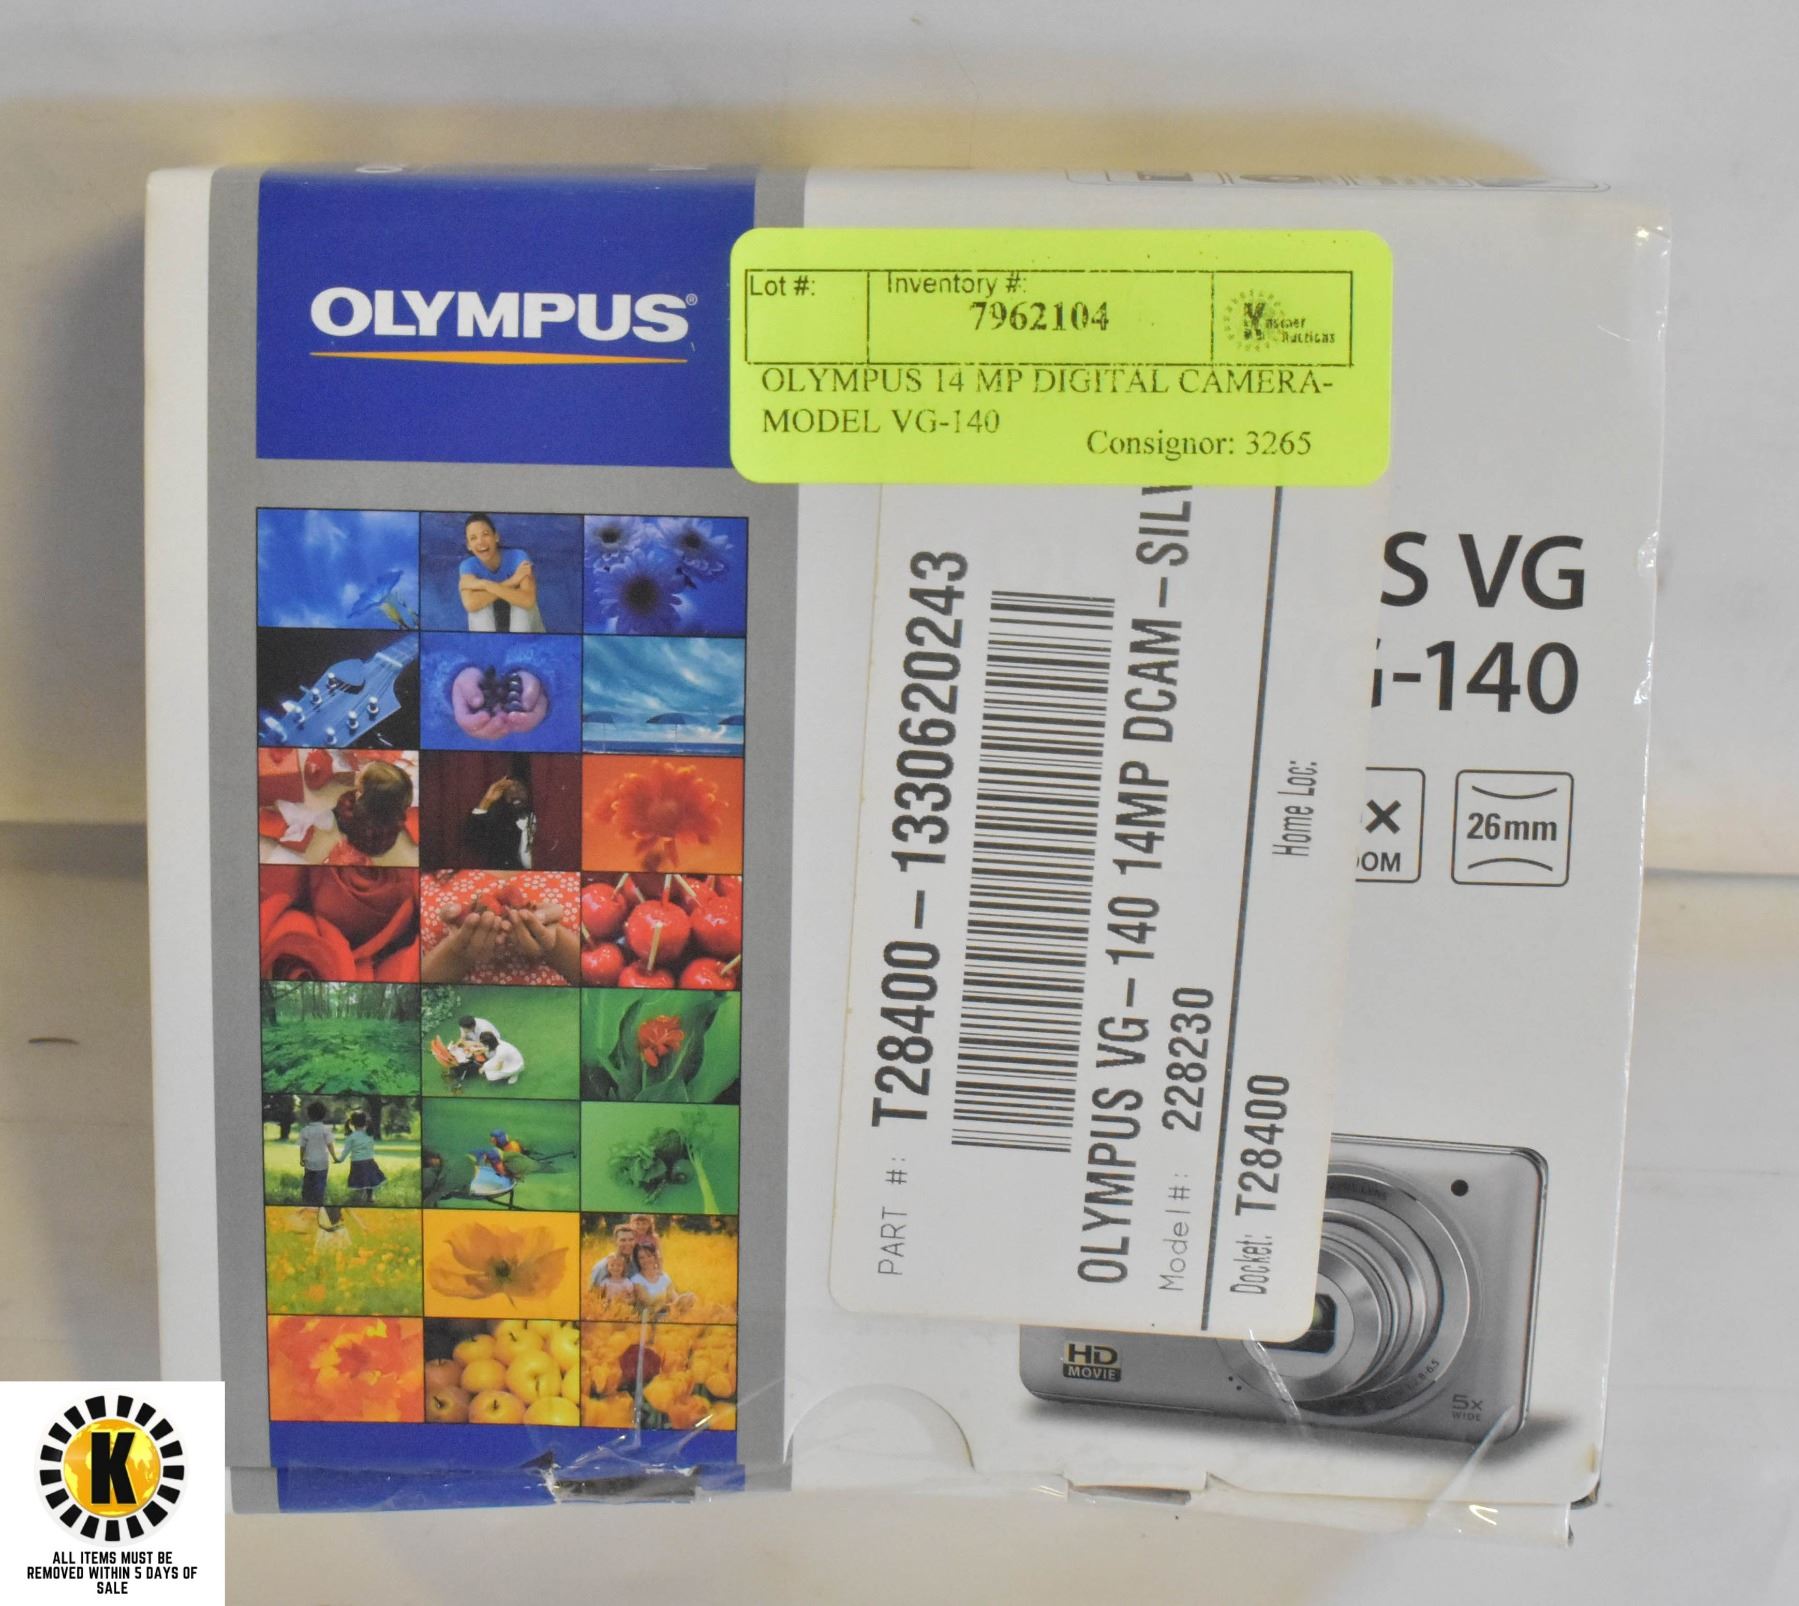 OLYMPUS®
Lot #:
Inventory #:
7962104
OLYMPUS 14 MP DIGITAL CAMERA-
MODEL VG-140
Consignor: 3265
PART #: T28400-1330620243
OLYMPUS VG-140 14MP DCAM-SILV
Model#: 228230
Docket: T28400
Home Loc:
S VG
G-140
X
OOM
26mm
HD
MOVIE
5x
WIDE
K
ALL ITEMS MUST BE
REMOVED WITHIN 5 DAYS OF
SALE